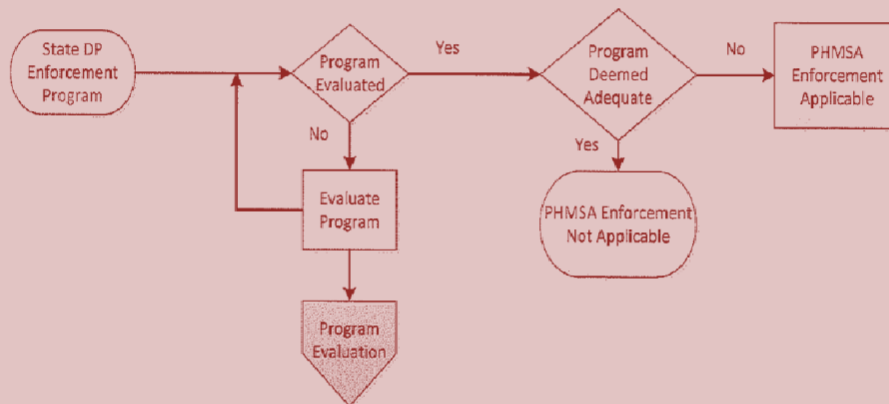 State DP
Enforcement
Program
Program
Evaluated
Yes
Program
Deemed
Adequate
No
PHMSA
Enforcement
Applicable
No
Yes
Evaluate
Program
PHMSA Enforcement
Not Applicable
Program
Evaluation